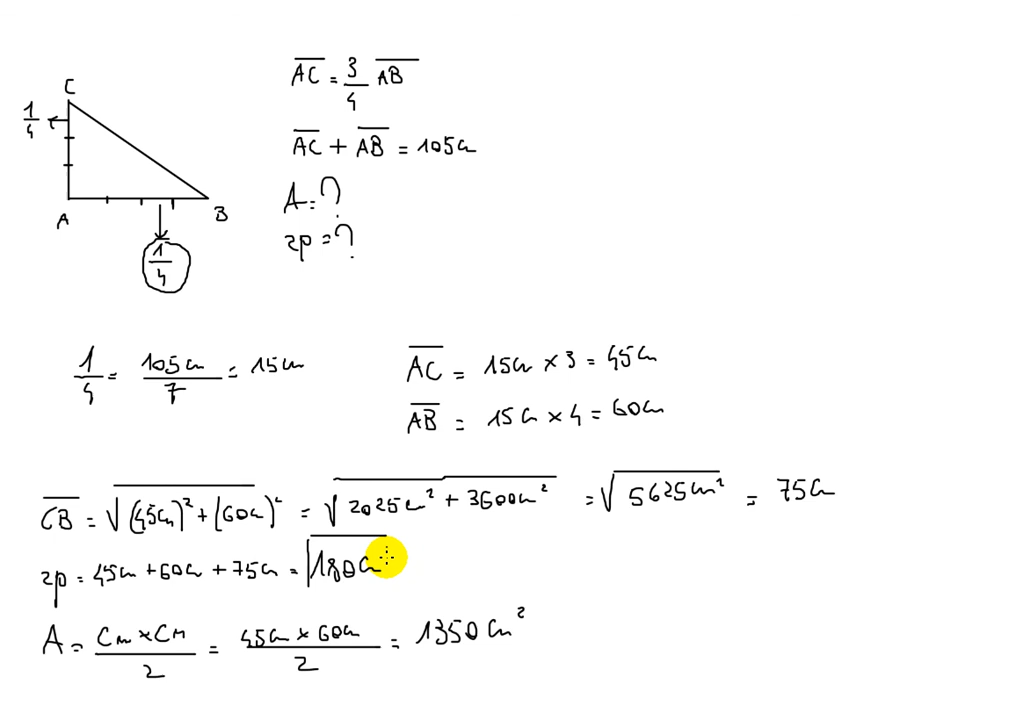 C
1/4
A
B
1/4
AC = 3/4 AB
AC + AB = 105cm
A = ?
2p = ?
1/4 = 105cm/7 = 15cm
AC = 15cm × 3 = 45cm
AB = 15cm × 4 = 60cm
CB = √(45cm)² + (60cm)² = √2025cm² + 3600cm² = √5625cm² = 75cm
2p = 45cm + 60cm + 75cm = 180cm
A = Cm × CM/2 = 45cm × 60cm/2 = 1350cm²